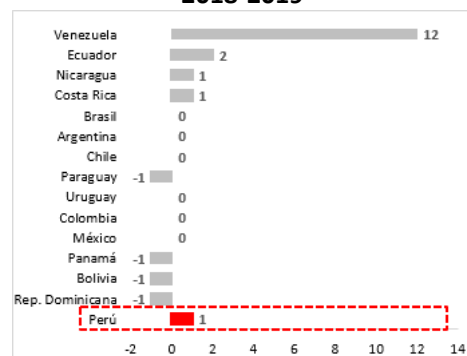 2018-2019
Venezuela 12
Ecuador 2
Nicaragua 1
Costa Rica 1
Brasil 0
Argentina 0
Chile 0
Paraguay -1
Uruguay 0
Colombia 0
México 0
Panamá -1
Bolivia -1
Rep. Dominicana -1
Perú 1
-2 0 2 4 6 8 10 12 14